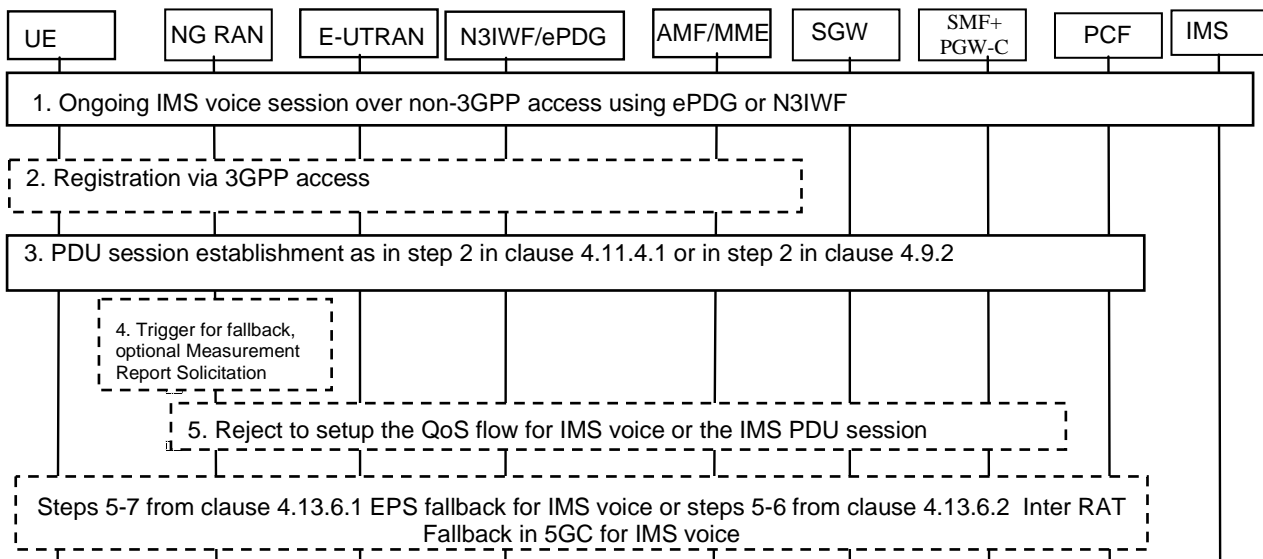 UE
NG RAN
E-UTRAN
N3IWF/ePDG
AMF/MME
SGW
SMF+
PGW-C
PCF
IMS
1. Ongoing IMS voice session over non-3GPP access using ePDG or N3IWF
2. Registration via 3GPP access
3. PDU session establishment as in step 2 in clause 4.11.4.1 or in step 2 in clause 4.9.2
4. Trigger for fallback,
optional Measurement
Report Solicitation
5. Reject to setup the QoS flow for IMS voice or the IMS PDU session
Steps 5-7 from clause 4.13.6.1 EPS fallback for IMS voice or steps 5-6 from clause 4.13.6.2 Inter RAT
Fallback in 5GC for IMS voice